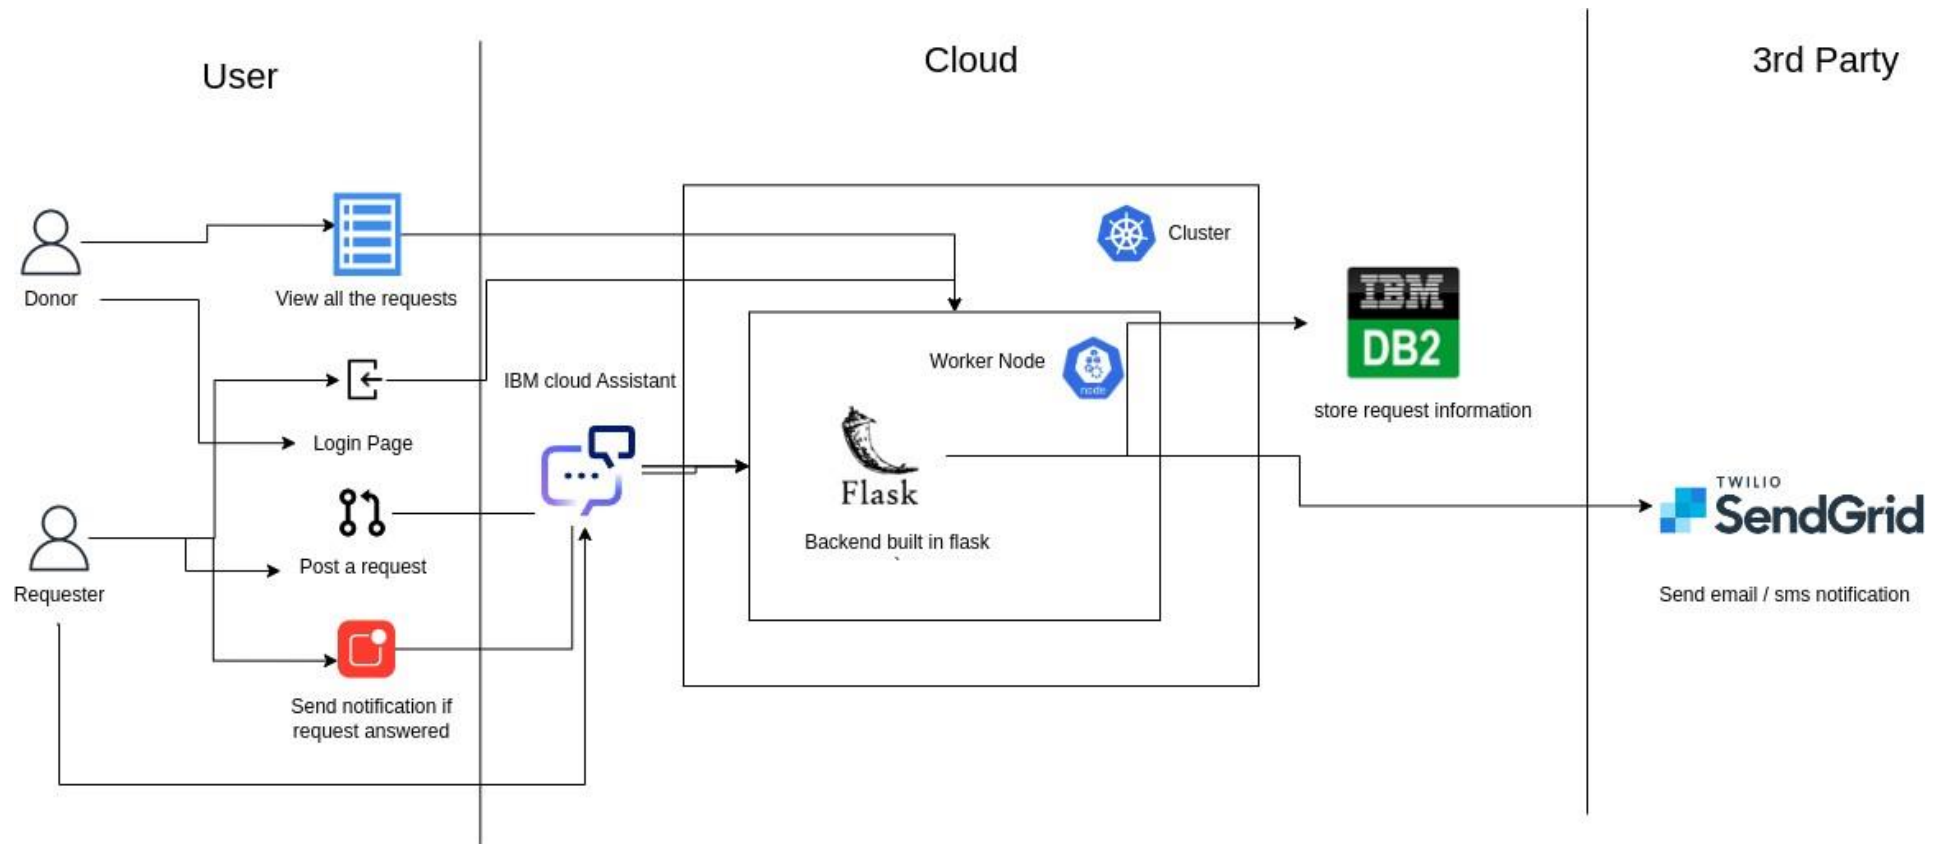 User
Cloud
3rd Party
Cluster
Donor
View all the requests
IBM
DB2
Worker Node
node
IBM cloud Assistant
store request information
Login Page
Flask
TWILIO
SendGrid
Backend built in flask
`
Post a request
Requester
Send email / sms notification
Send notification if
request answered